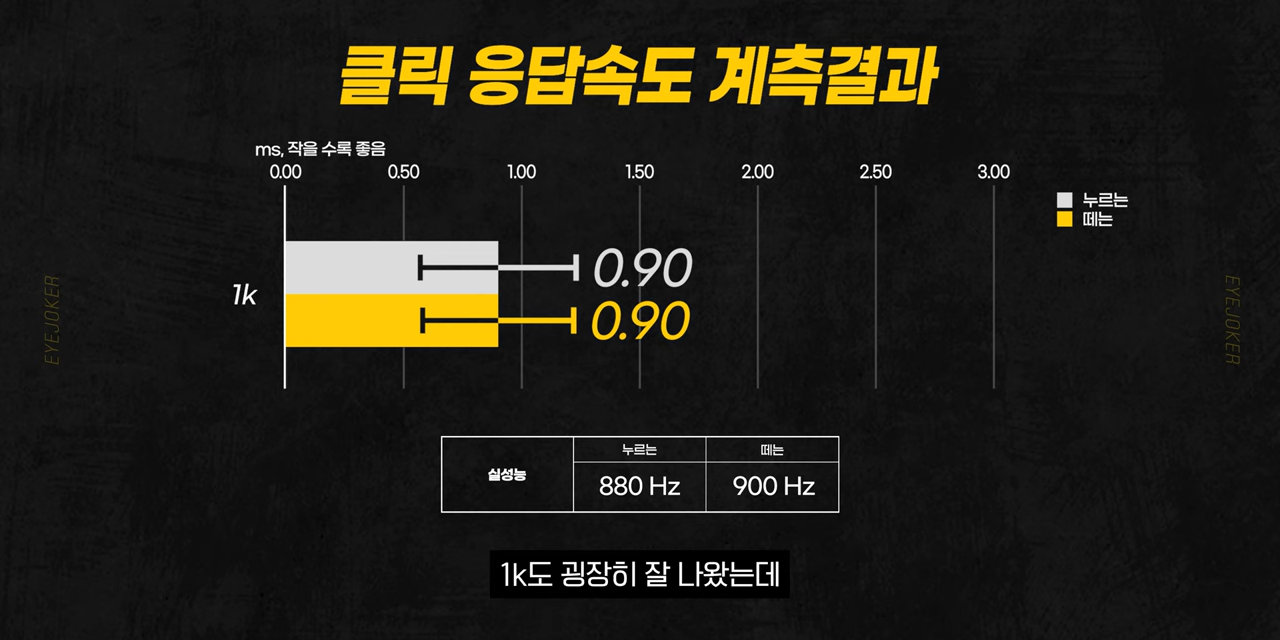 클릭 응답속도 계측결과
ms, 작을 수록 좋음
0.00 0.50 1.00 1.50 2.00 2.50 3.00
누르는
떼는
1k
0.90
0.90
EYEJOKER
EYEJOKER
실성능
누르는 떼는
880 Hz 900 Hz
1k도 굉장히 잘 나왔는데